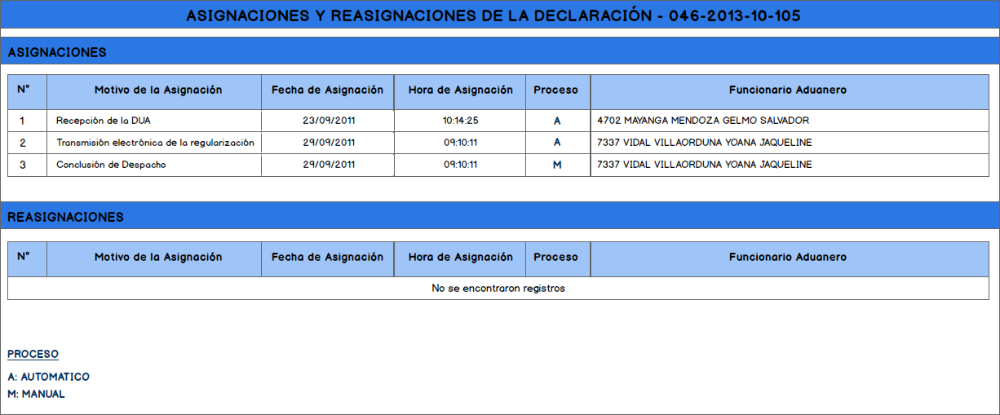 ASIGNACIONES Y REASIGNACIONES DE LA DECLARACIÓN - 046-2013-10-105
ASIGNACIONES
N° Motivo de la Asignación Fecha de Asignación Hora de Asignación Proceso Funcionario Aduanero
1 Recepción de la DUA 23/09/2011 10:14:25 A 4702 MAYANGA MENDOZA GELMO SALVADOR
2 Transmisión electrónica de la regularización 29/09/2011 09:10:11 A 7337 VIDAL VILLAORDUNA YOANA JAQUELINE
3 Conclusión de Despacho 29/09/2011 09:10:11 M 7337 VIDAL VILLAORDUNA YOANA JAQUELINE
REASIGNACIONES
N° Motivo de la Asignación Fecha de Asignación Hora de Asignación Proceso Funcionario Aduanero
No se encontraron registros
PROCESO
A: AUTOMATICO
M: MANUAL